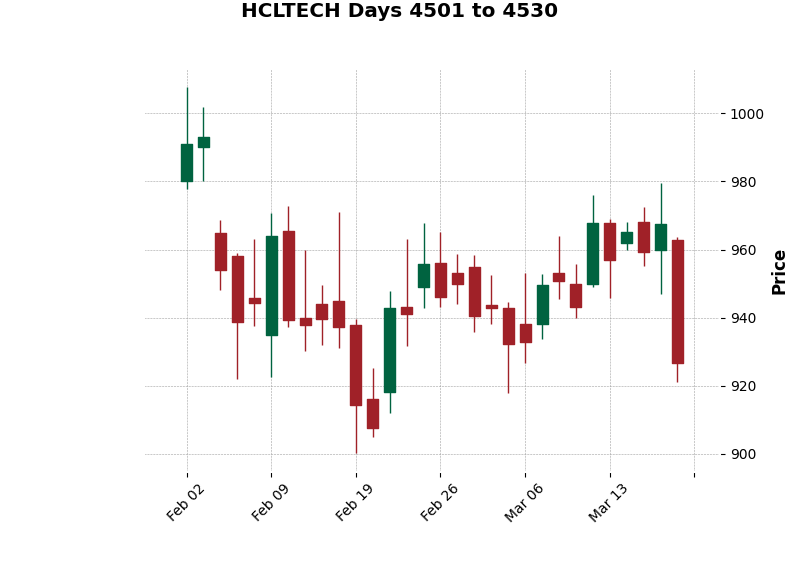 HCLTECH Days 4501 to 4530
1000
980
960
940
920
900
Price
Feb 02
Feb 09
Feb 19
Feb 26
Mar 06
Mar 13